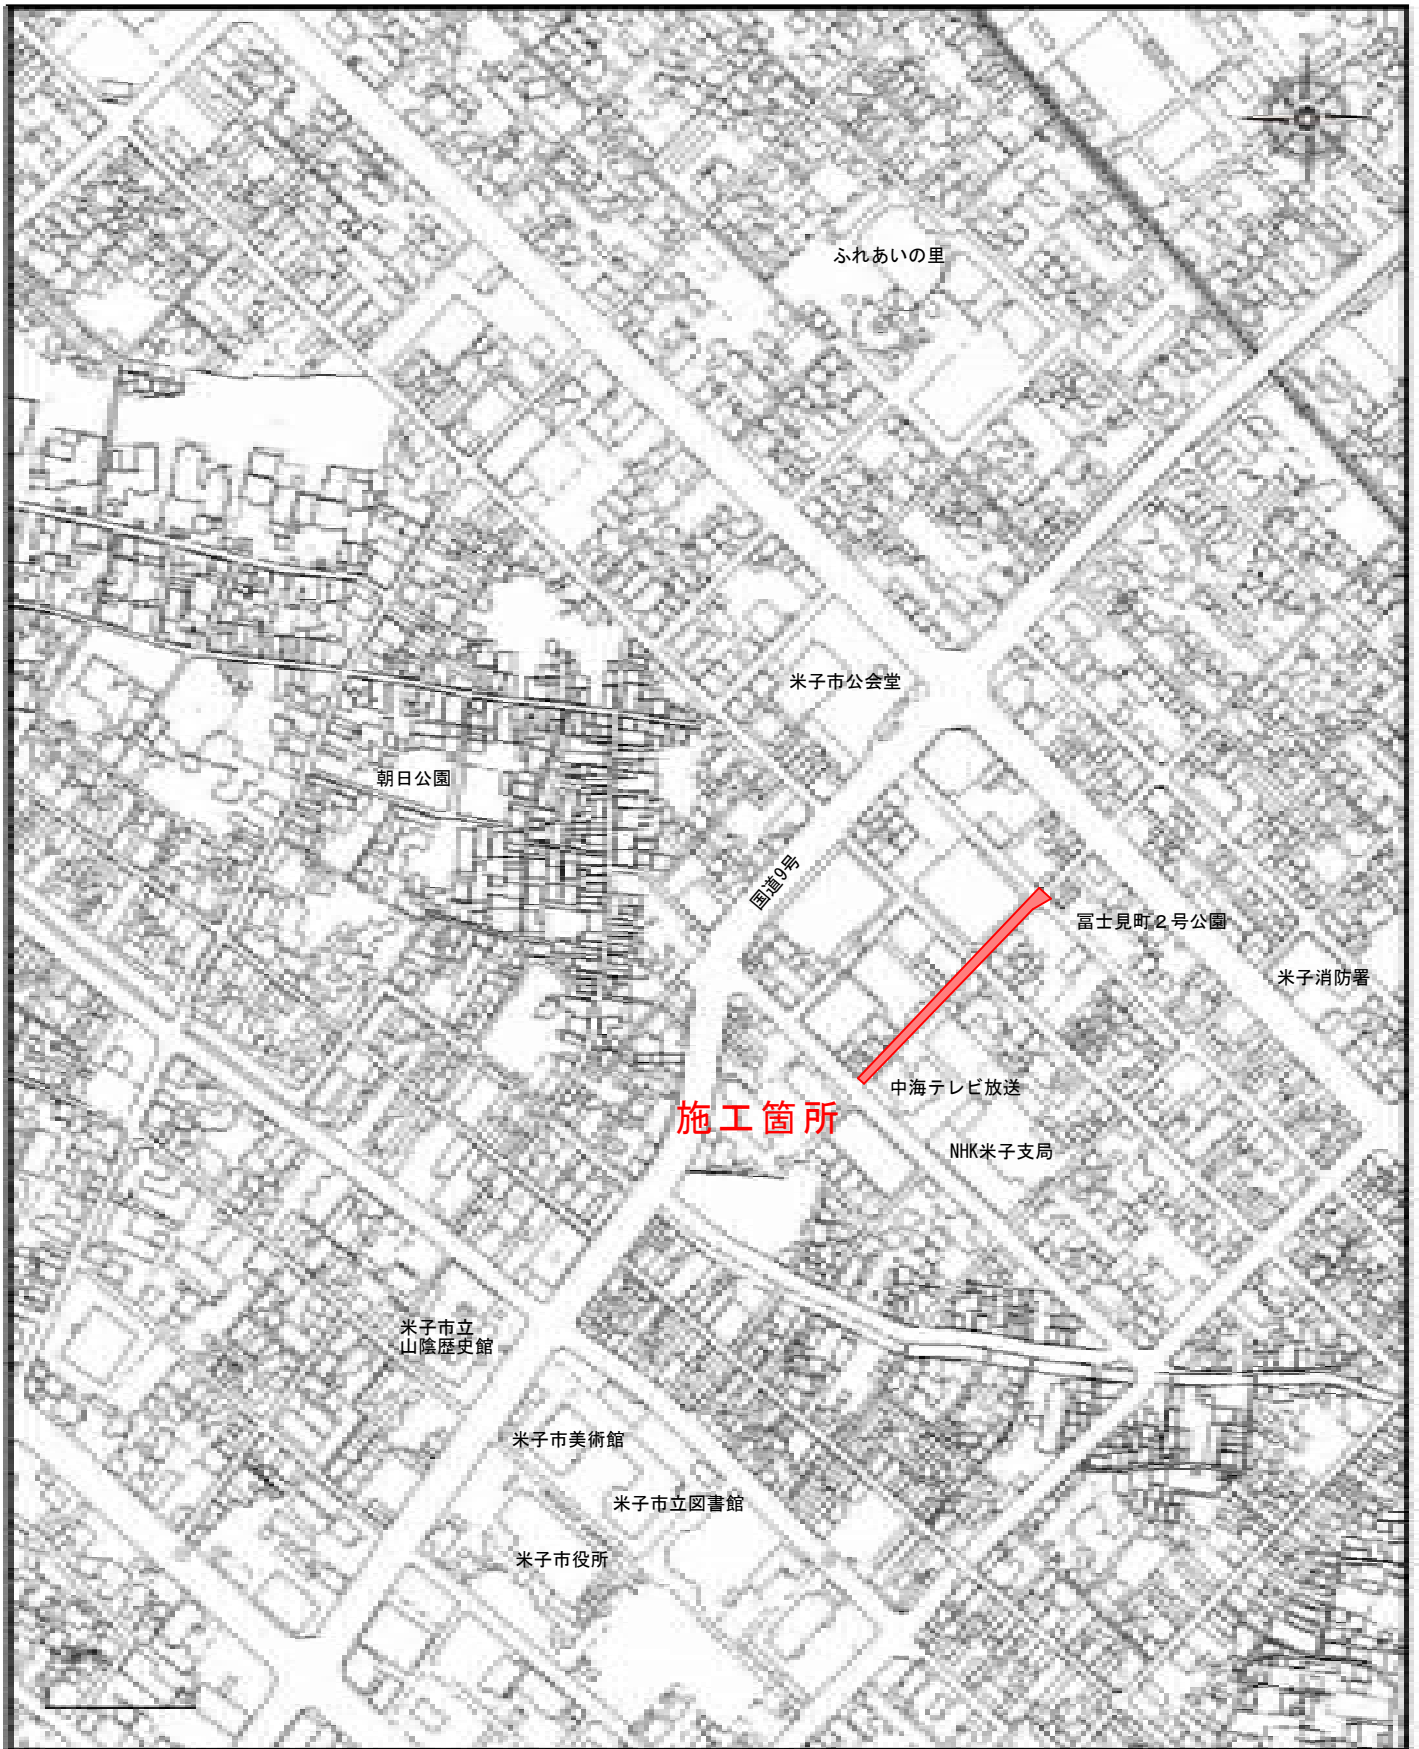 ふれあいの里
米子市公会堂
朝日公園
国道9号
冨士見町２号公園
米子消防署
中海テレビ放送
施工箇所
NHK米子支局
米子市立
山陰歴史館
米子市美術館
米子市立図書館
米子市役所